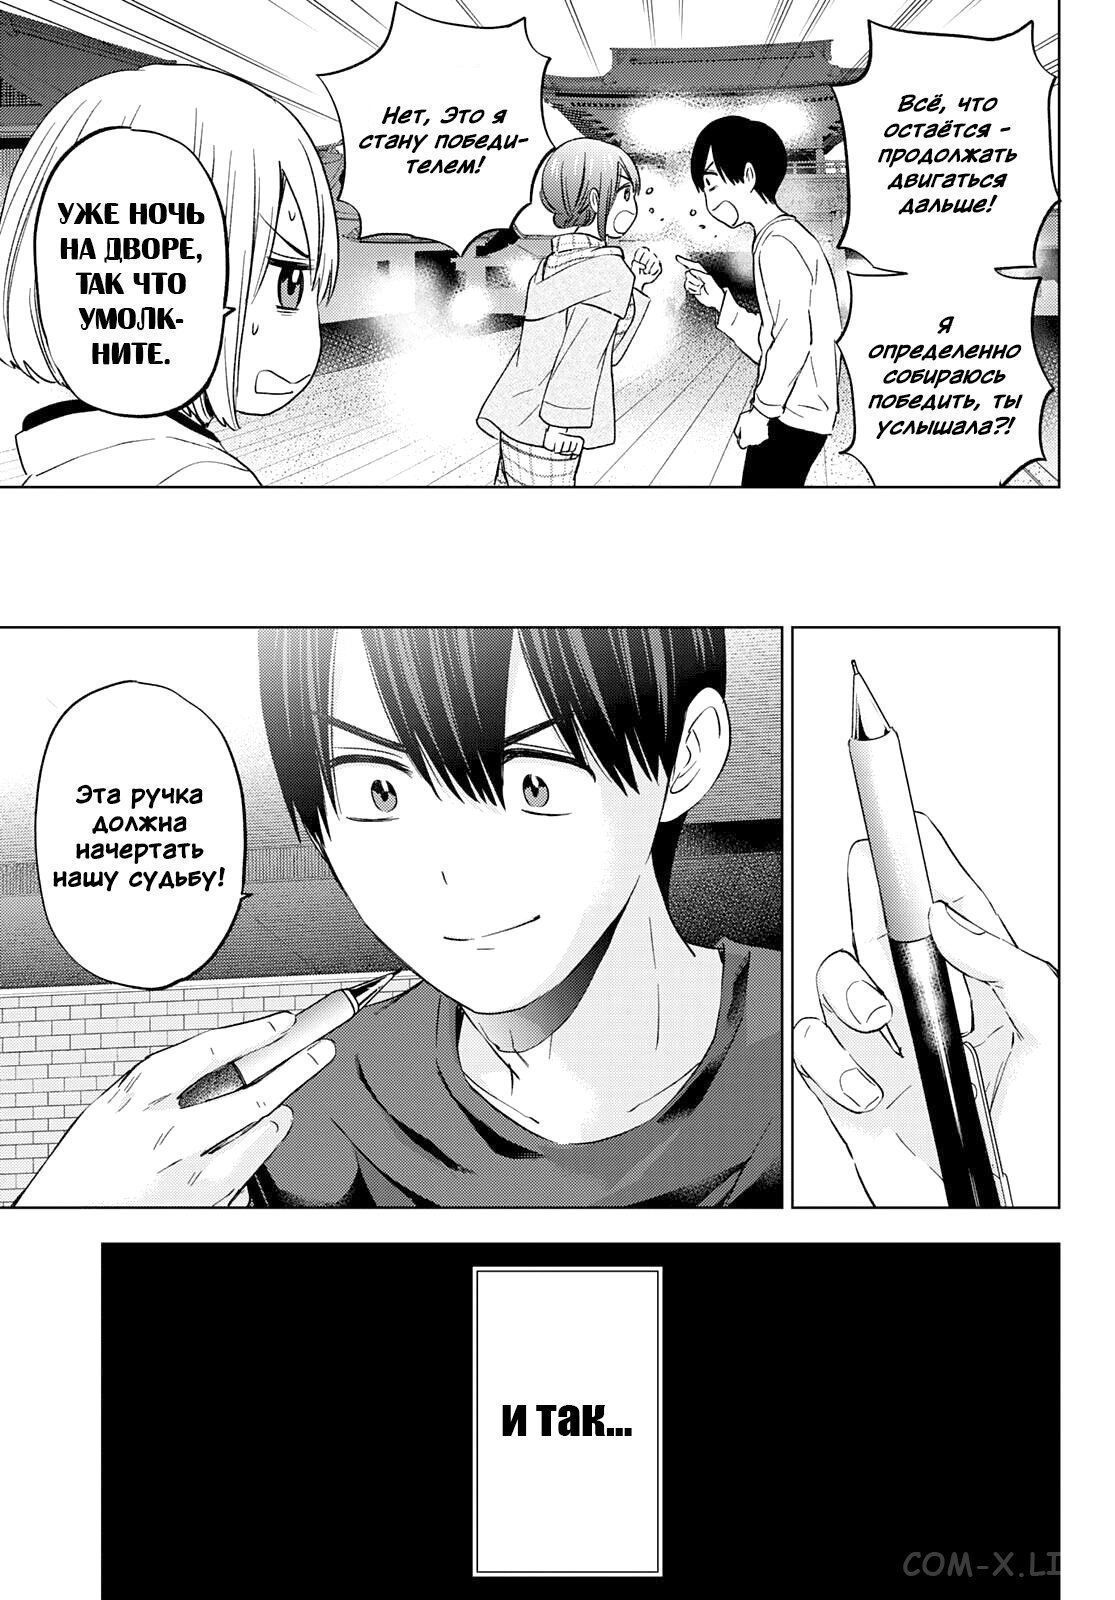 Всё, что
остаётся -
продолжать
двигаться
дальше!
Я
определенно
собираюсь
победить, ты
услышала?!
Нет, Это я
стану победи-
телем!
УЖЕ НОЧЬ
НА ДВОРЕ,
ТАК ЧТО
УМОЛК-
НИТЕ.
Эта ручка
должна
начертать
нашу судьбу!
и так...
COM-X.LI